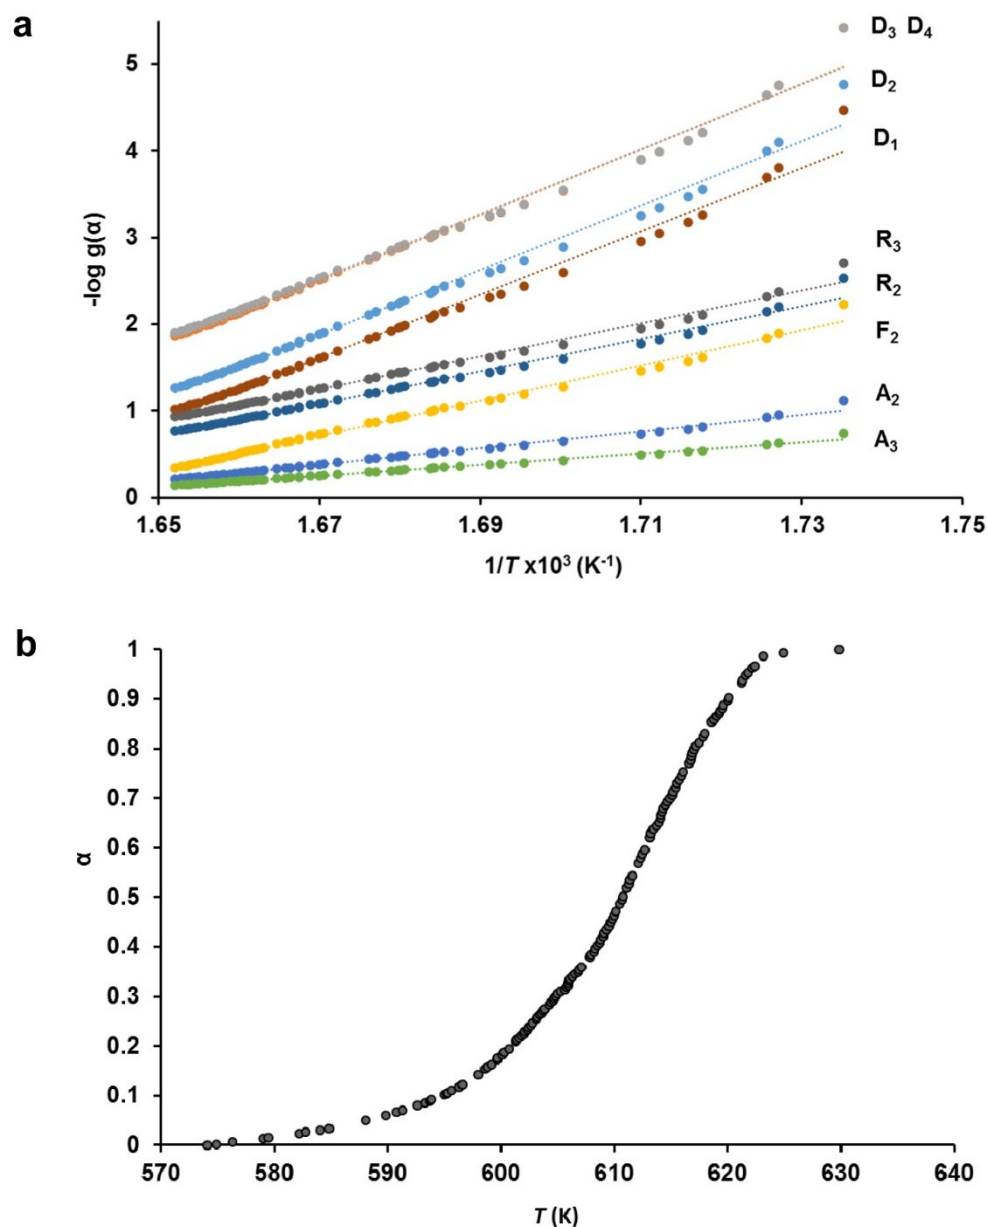 a
D₃ D₄
5
D₂
D₁
4
-log g(α)
3
R₃
R₂
2
F₂
A₂
1
A₃
0
1.65 1.67 1.69 1.71 1.73 1.75
1/T x10³ (K⁻¹)
b
1
0.9
0.8
0.7
0.6
α
0.5
0.4
0.3
0.2
0.1
0
570 580 590 600 610 620 630 640
T (K)